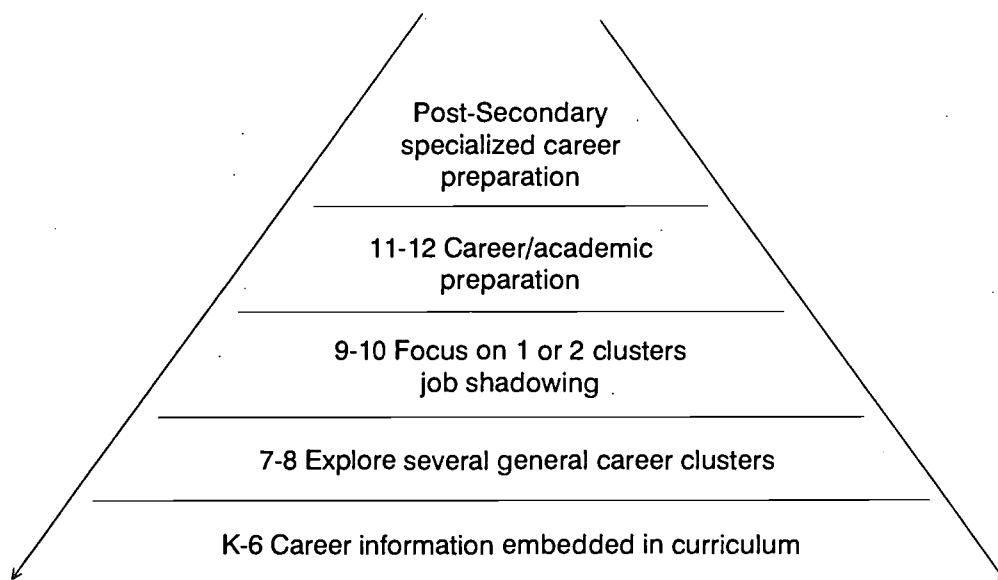 Post-Secondary
specialized career
preparation
11-12 Career/academic
preparation
9-10 Focus on 1 or 2 clusters
job shadowing
7-8 Explore several general career clusters
K-6 Career information embedded in curriculum